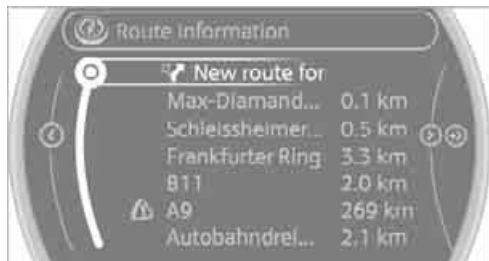 Route information
New route for
Max-Diamand... 0.1 km
Schleissheimer... 0.5 km
Frankfurter Ring 3.3 km
B11 2.0 km
A9 269 km
Autobahndrei... 2.1 km